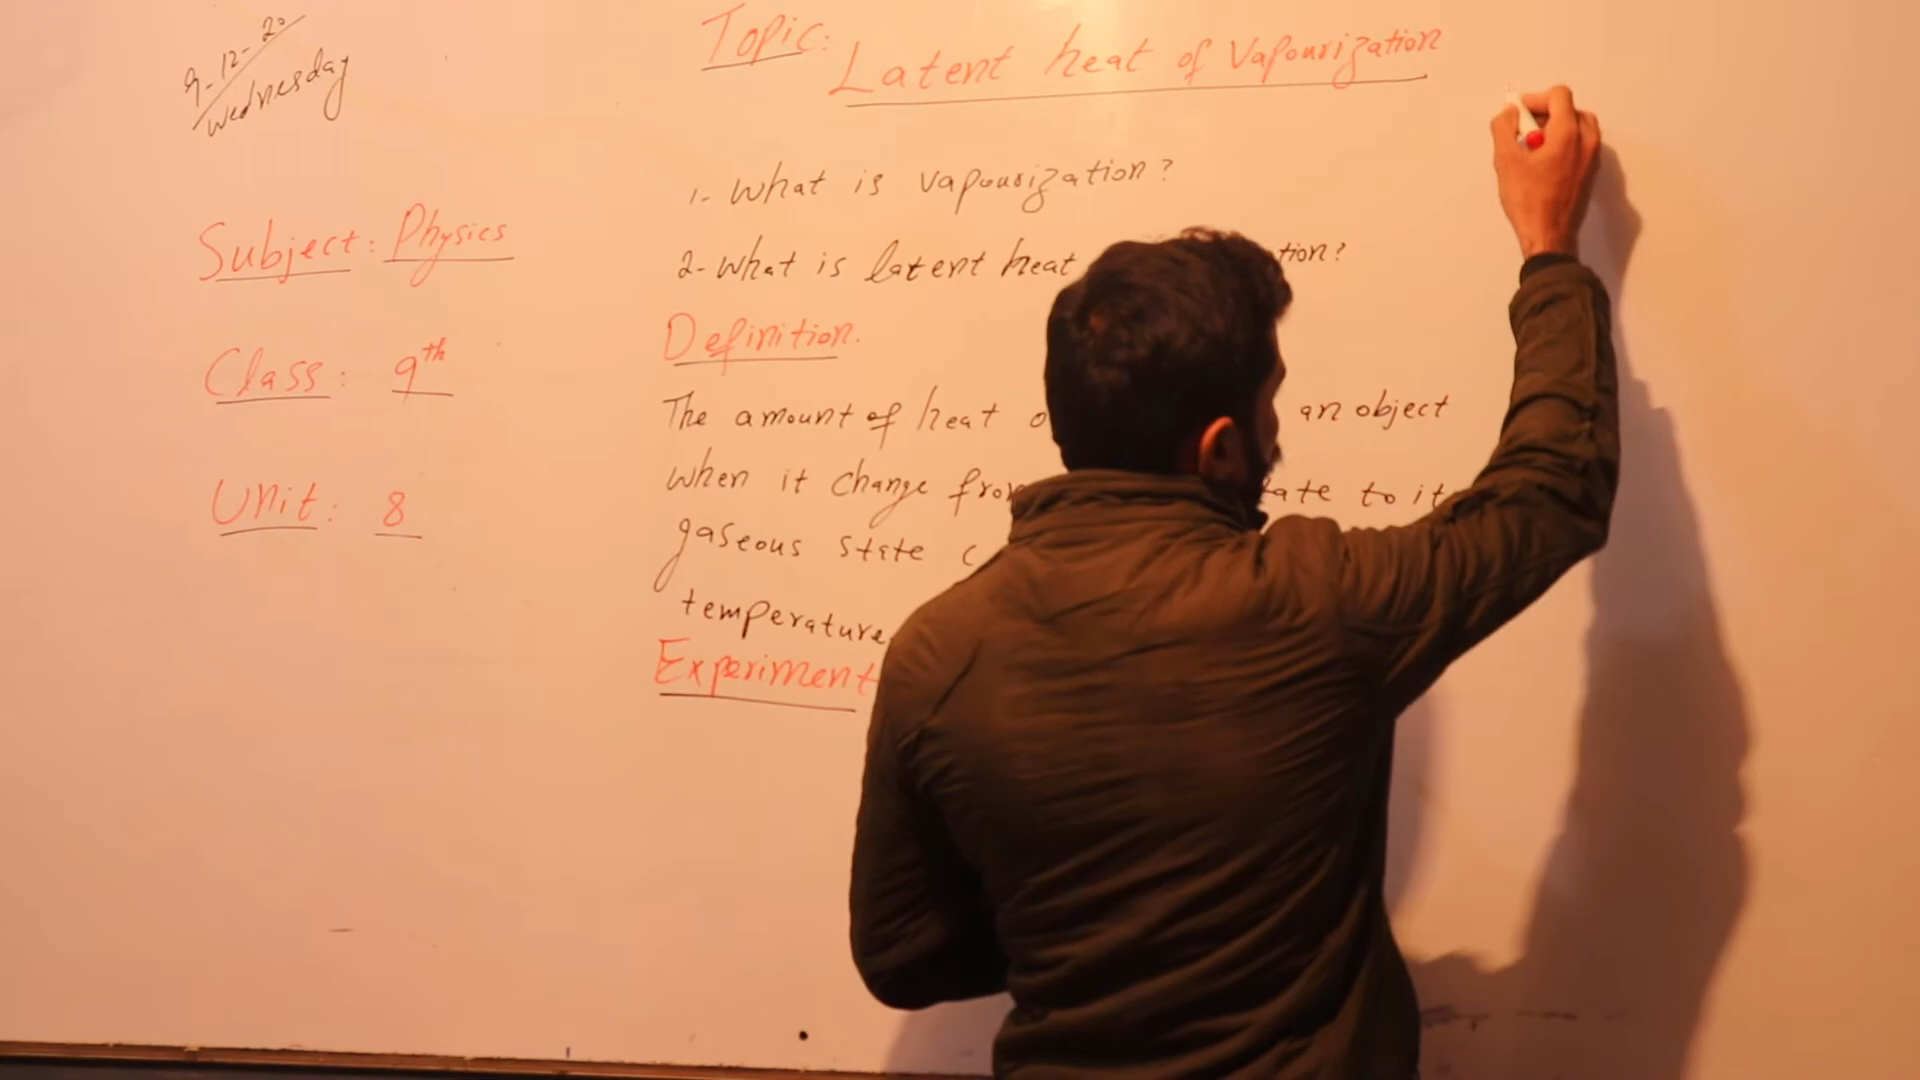 9-12-20
Wednesday
Subject: Physics
Class: 9th
Unit: 8
Topic: Latent heat of Vapourization
1- What is vapourization?
2- What is latent heat tion?
Definition.
The amount of heat an object
when it change from to it
gaseous state
temperature
Experiment